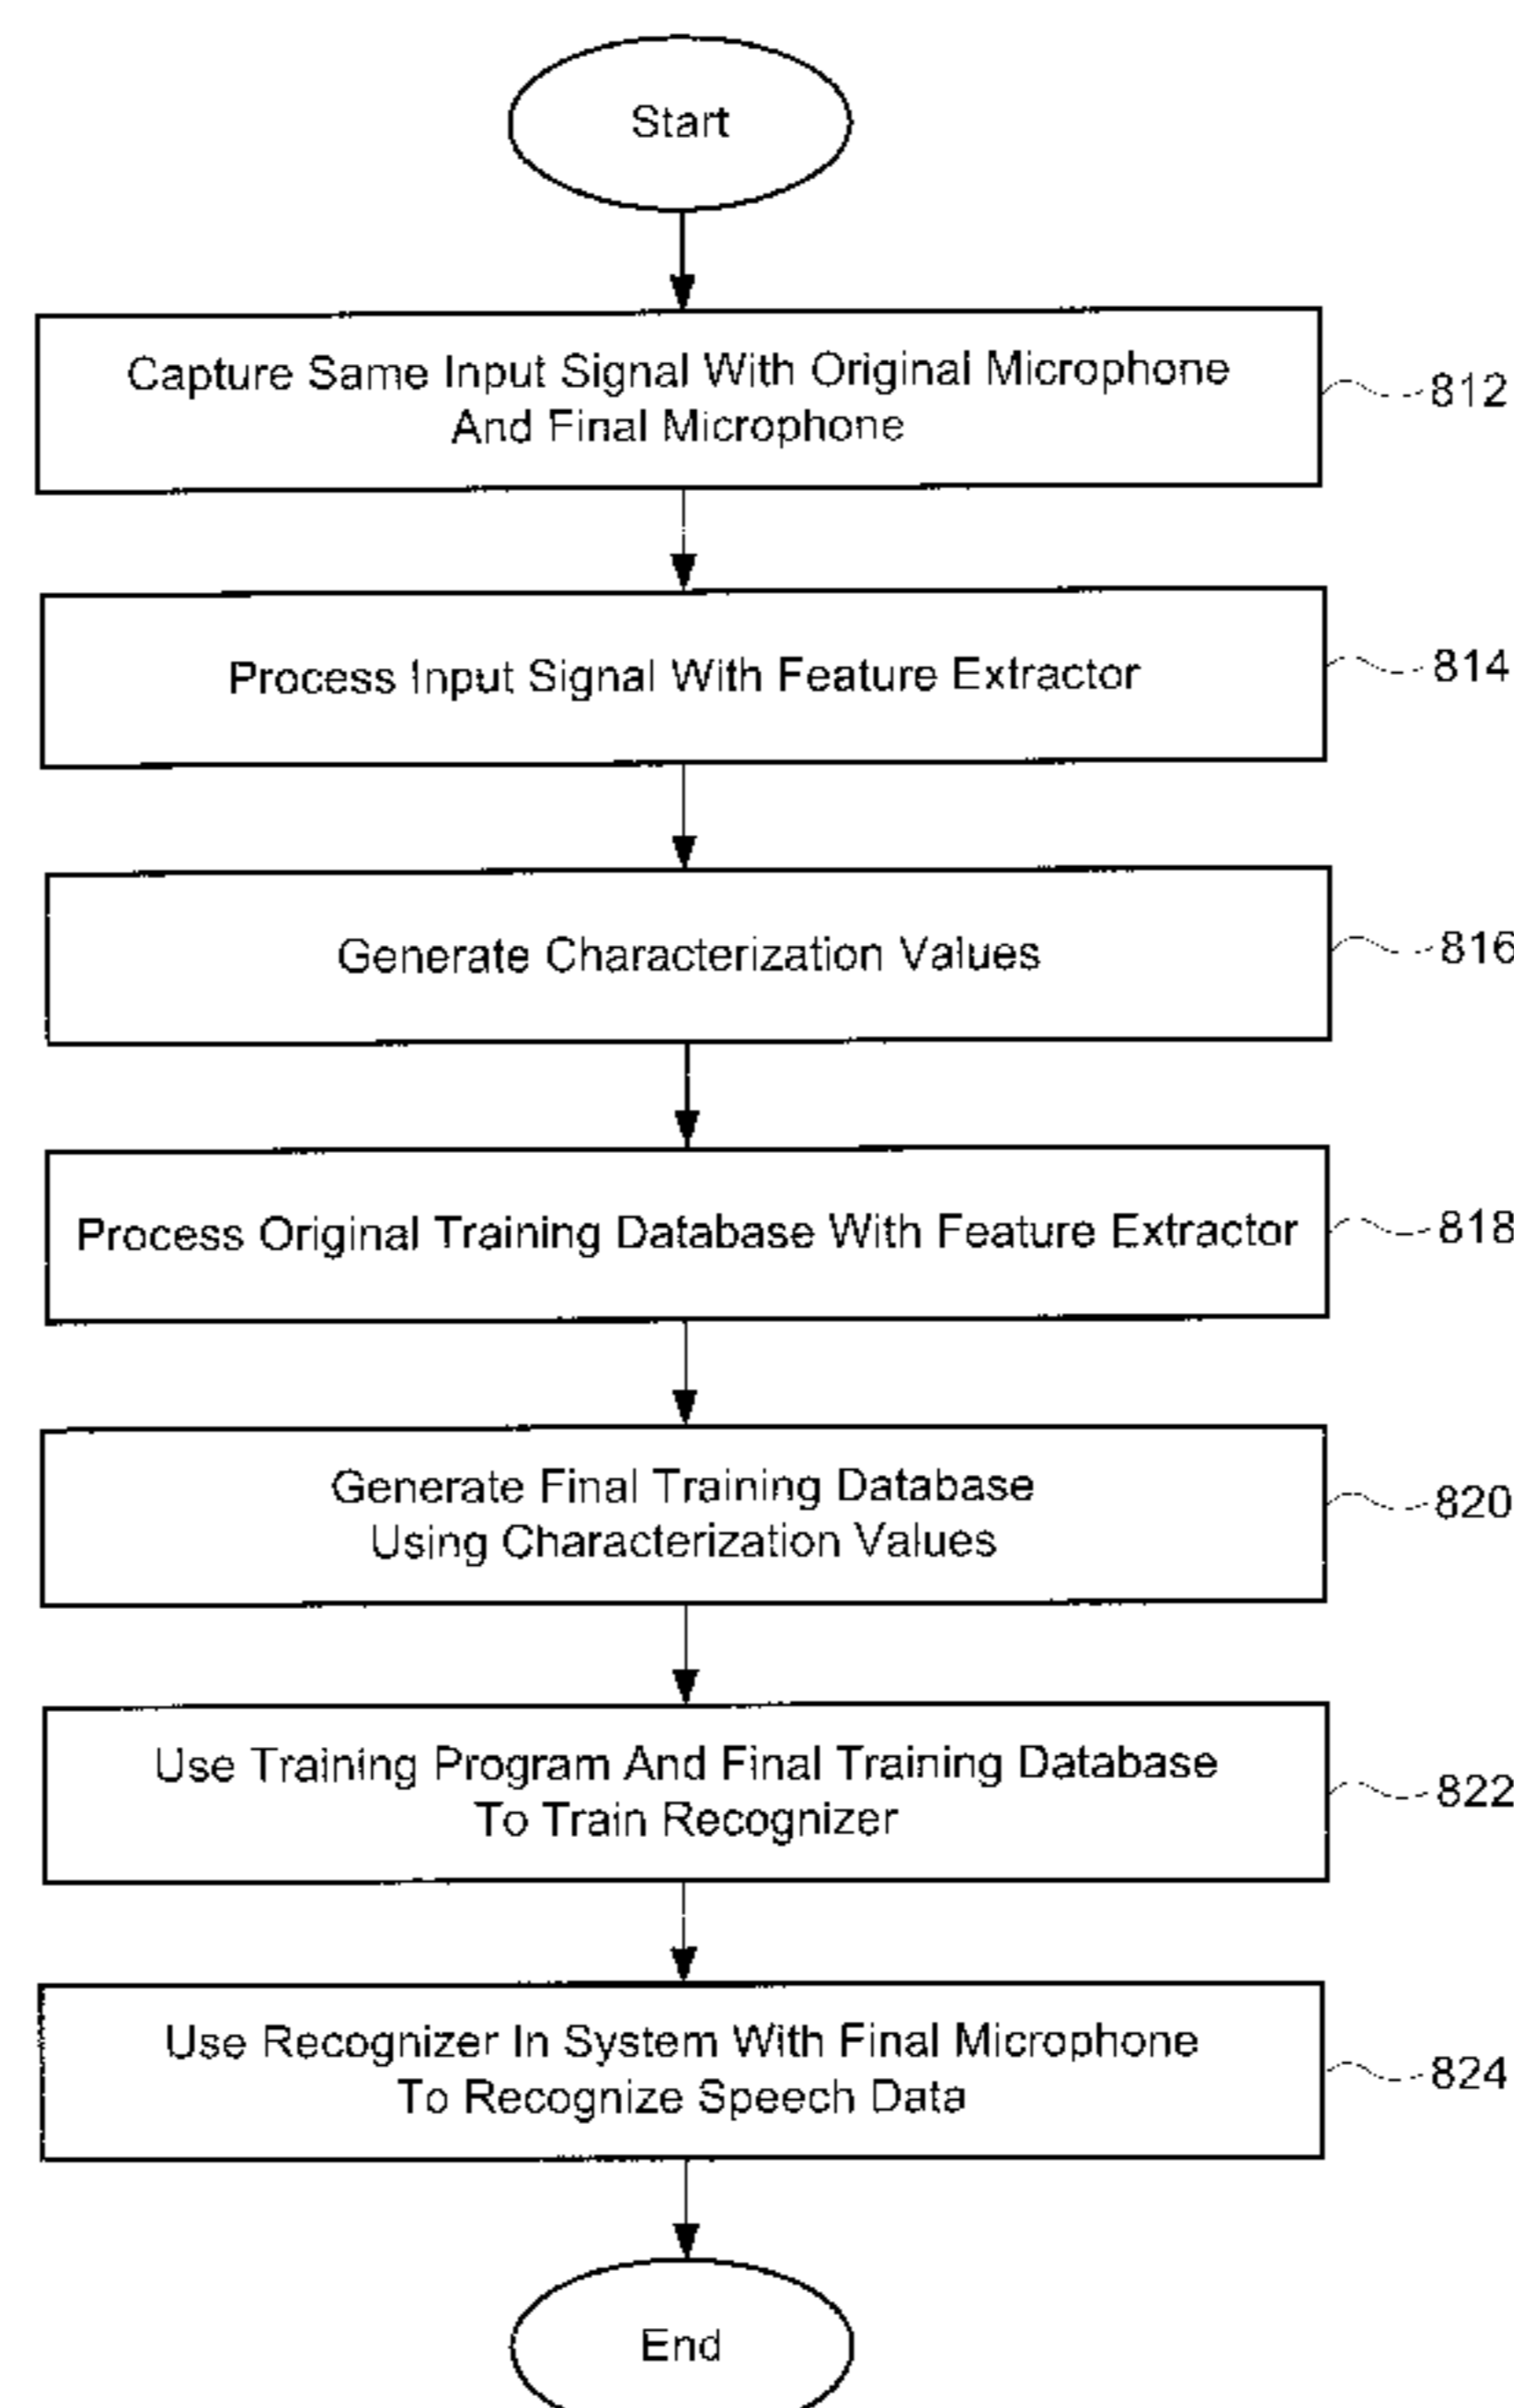 Start
Capture Same Input Signal With Original Microphone
And Final Microphone
812
Process Input Signal With Feature Extractor
814
Generate Characterization Values
816
Process Original Training Database With Feature Extractor
818
Generate Final Training Database
Using Characterization Values
820
Use Training Program And Final Training Database
To Train Recognizer
822
Use Recognizer In System With Final Microphone
To Recognize Speech Data
824
End